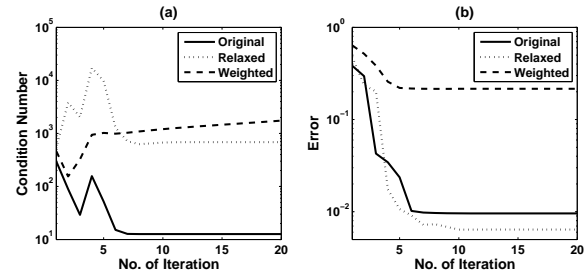 (a)
Condition Number
10^5
10^4
10^3
10^2
10^1
5
10
15
20
No. of Iteration
Original
Relaxed
Weighted
(b)
Error
10^0
10^−1
10^−2
5
10
15
20
No. of Iteration
Original
Relaxed
Weighted